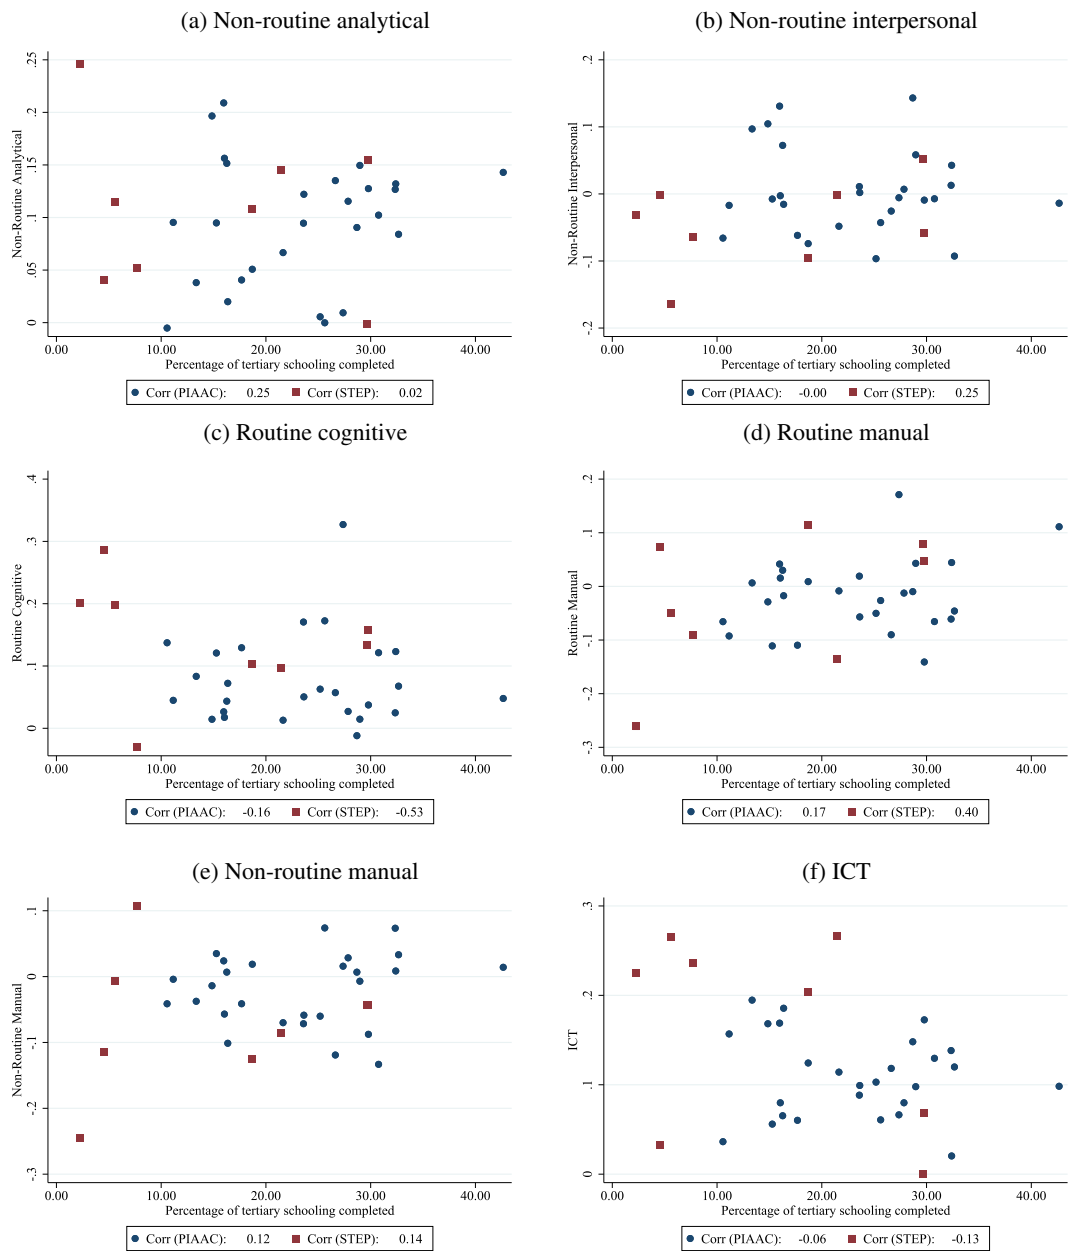 (a) Non-routine analytical
Non-Routine Analytical
.25
.2
.15
.1
.05
0
0.00 10.00 20.00 30.00 40.00
Percentage of tertiary schooling completed
Corr (PIAAC): 0.25 Corr (STEP): 0.02
(b) Non-routine interpersonal
Non-Routine Interpersonal
.2
.1
0
-.1
-.2
0.00 10.00 20.00 30.00 40.00
Percentage of tertiary schooling completed
Corr (PIAAC): -0.00 Corr (STEP): 0.25
(c) Routine cognitive
Routine Cognitive
.4
.3
.2
.1
0
0.00 10.00 20.00 30.00 40.00
Percentage of tertiary schooling completed
Corr (PIAAC): -0.16 Corr (STEP): -0.53
(d) Routine manual
Routine Manual
.2
.1
0
-.1
-.2
-.3
0.00 10.00 20.00 30.00 40.00
Percentage of tertiary schooling completed
Corr (PIAAC): 0.17 Corr (STEP): 0.40
(e) Non-routine manual
Non-Routine Manual
.1
0
-.1
-.2
-.3
0.00 10.00 20.00 30.00 40.00
Percentage of tertiary schooling completed
Corr (PIAAC): 0.12 Corr (STEP): 0.14
(f) ICT
ICT
.3
.2
.1
0
0.00 10.00 20.00 30.00 40.00
Percentage of tertiary schooling completed
Corr (PIAAC): -0.06 Corr (STEP): -0.13